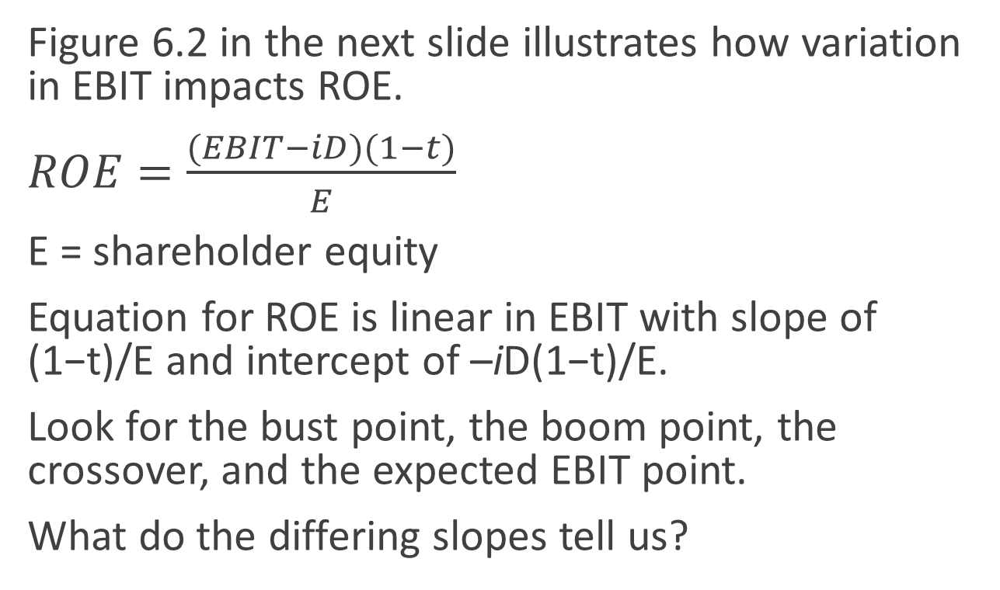 Figure 6.2 in the next slide illustrates how variation
in EBIT impacts ROE.
ROE = (EBIT−iD)(1−t)
E
E = shareholder equity
Equation for ROE is linear in EBIT with slope of
(1−t)/E and intercept of –iD(1−t)/E.
Look for the bust point, the boom point, the
crossover, and the expected EBIT point.
What do the differing slopes tell us?